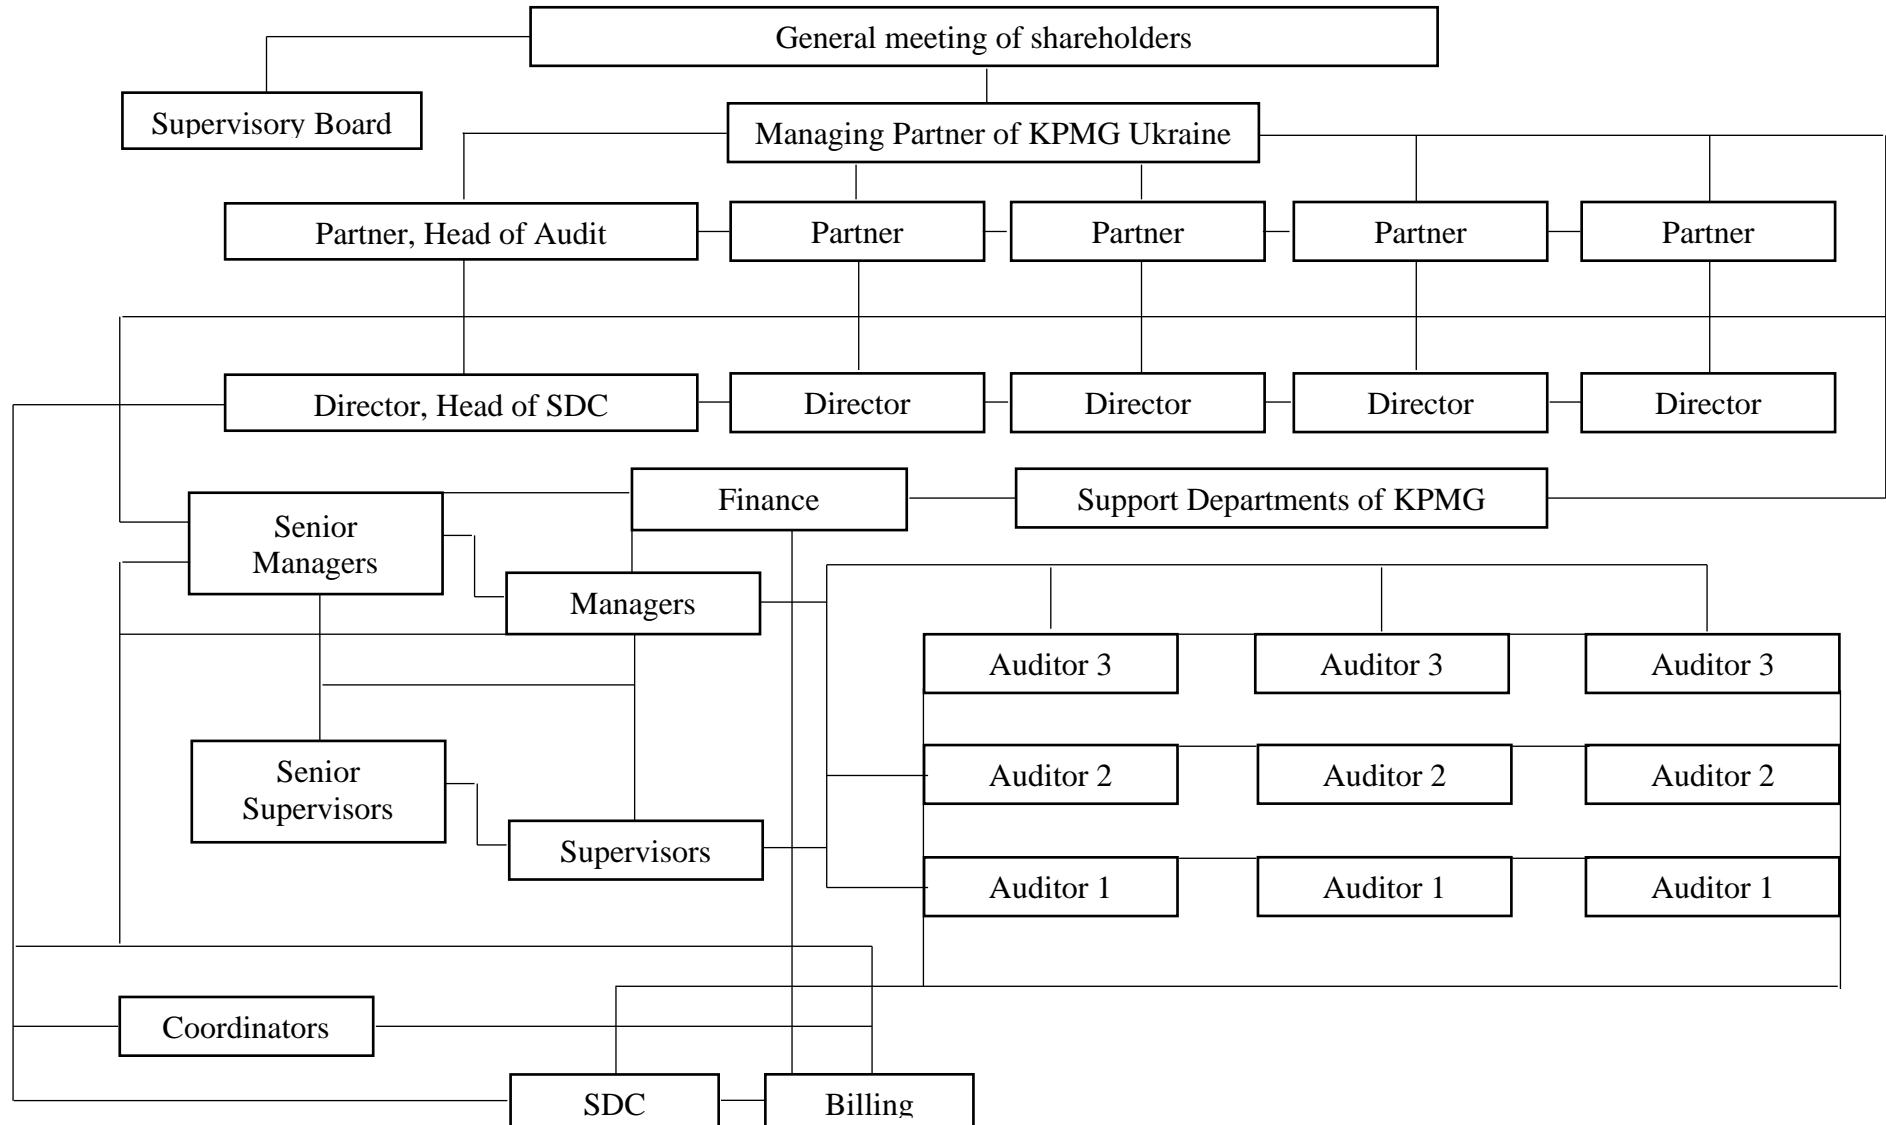 General meeting of shareholders
Supervisory Board
Managing Partner of KPMG Ukraine
Partner, Head of Audit
Partner
Partner
Partner
Partner
Director, Head of SDC
Director
Director
Director
Director
Senior
Managers
Finance
Support Departments of KPMG
Managers
Auditor 3
Auditor 3
Auditor 3
Senior
Supervisors
Auditor 2
Auditor 2
Auditor 2
Supervisors
Auditor 1
Auditor 1
Auditor 1
Coordinators
SDC
Billing